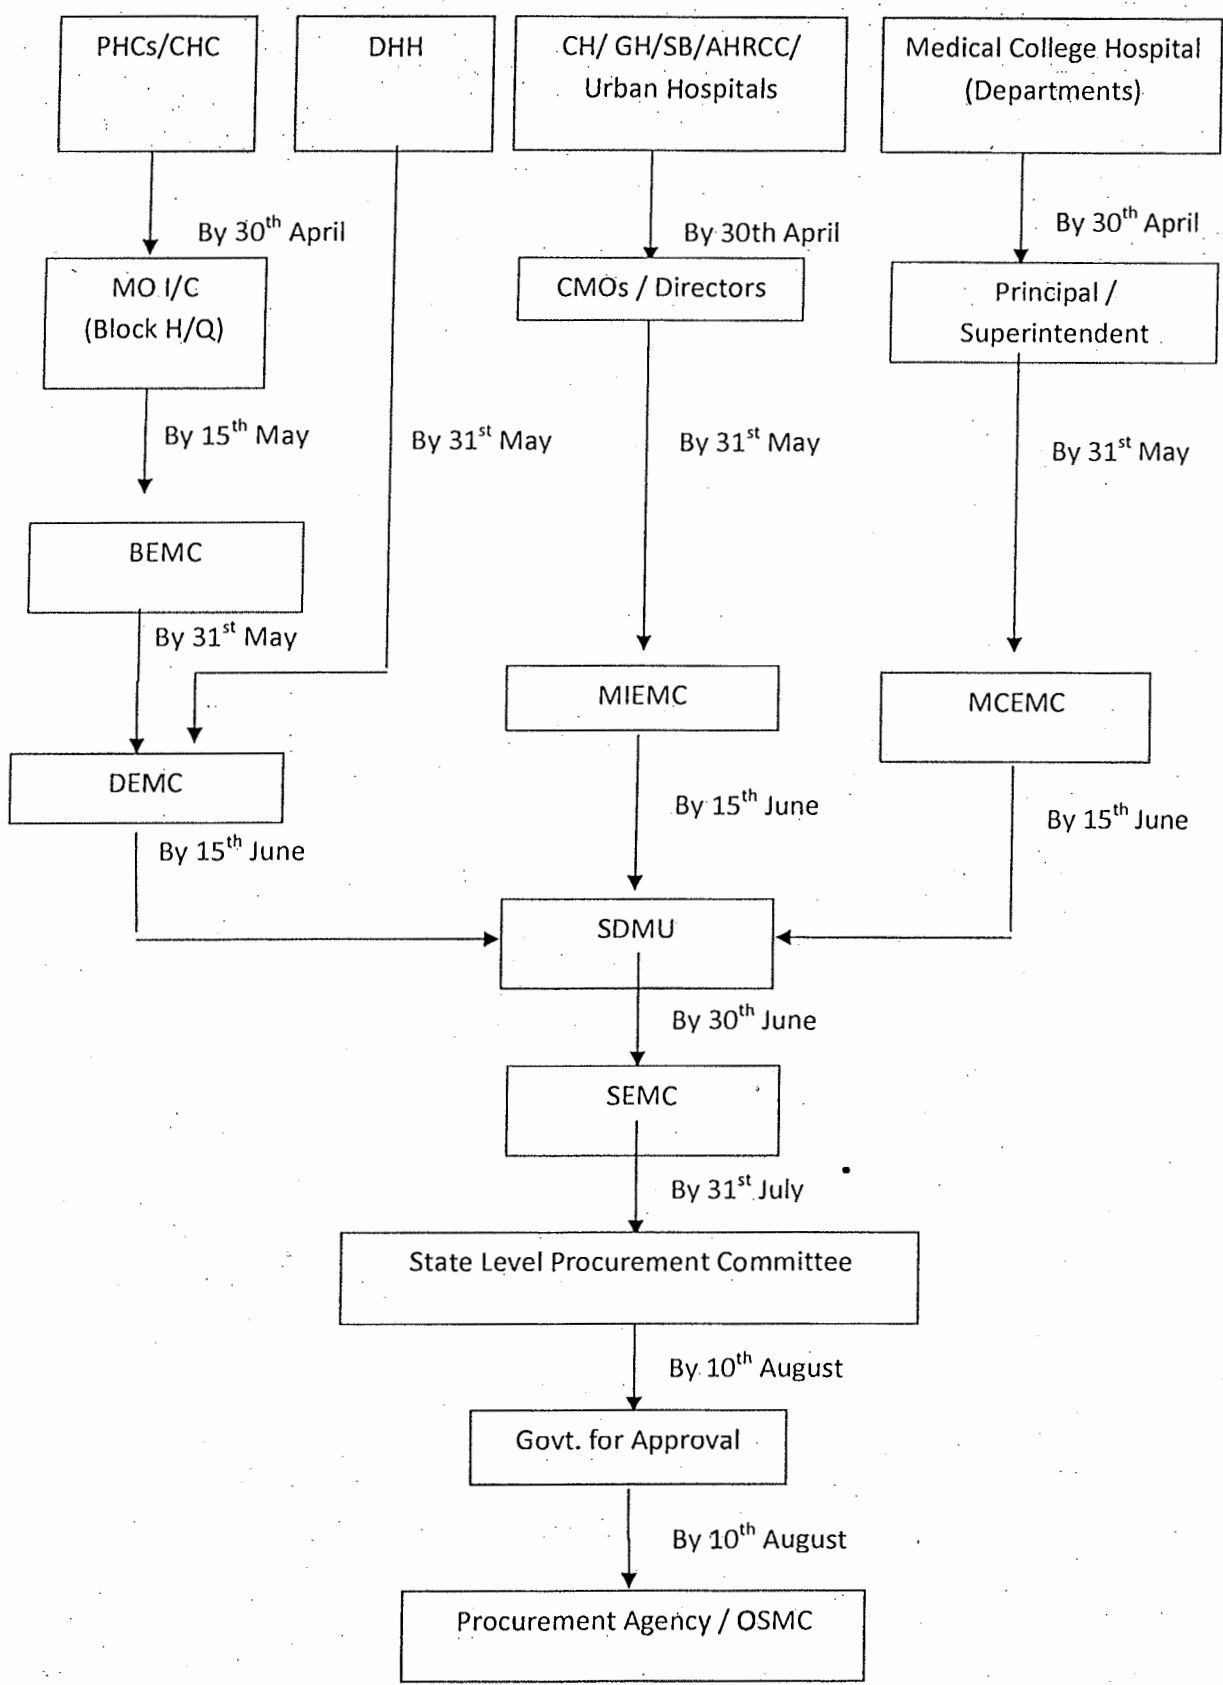 PHCs/CHC
DHH
CH/ GH/SB/AHRCC/
Urban Hospitals
Medical College Hospital
(Departments)
By 30th April
By 30th April
By 30th April
MO I/C
(Block H/Q)
CMOs / Directors
Principal /
Superintendent
By 15th May
By 31st May
By 31st May
By 31st May
BEMC
By 31st May
MIEMC
MCEMC
DEMC
By 15th June
By 15th June
By 15th June
SDMU
By 30th June
SEMC
By 31st July
State Level Procurement Committee
By 10th August
Govt. for Approval
By 10th August
Procurement Agency / OSMC